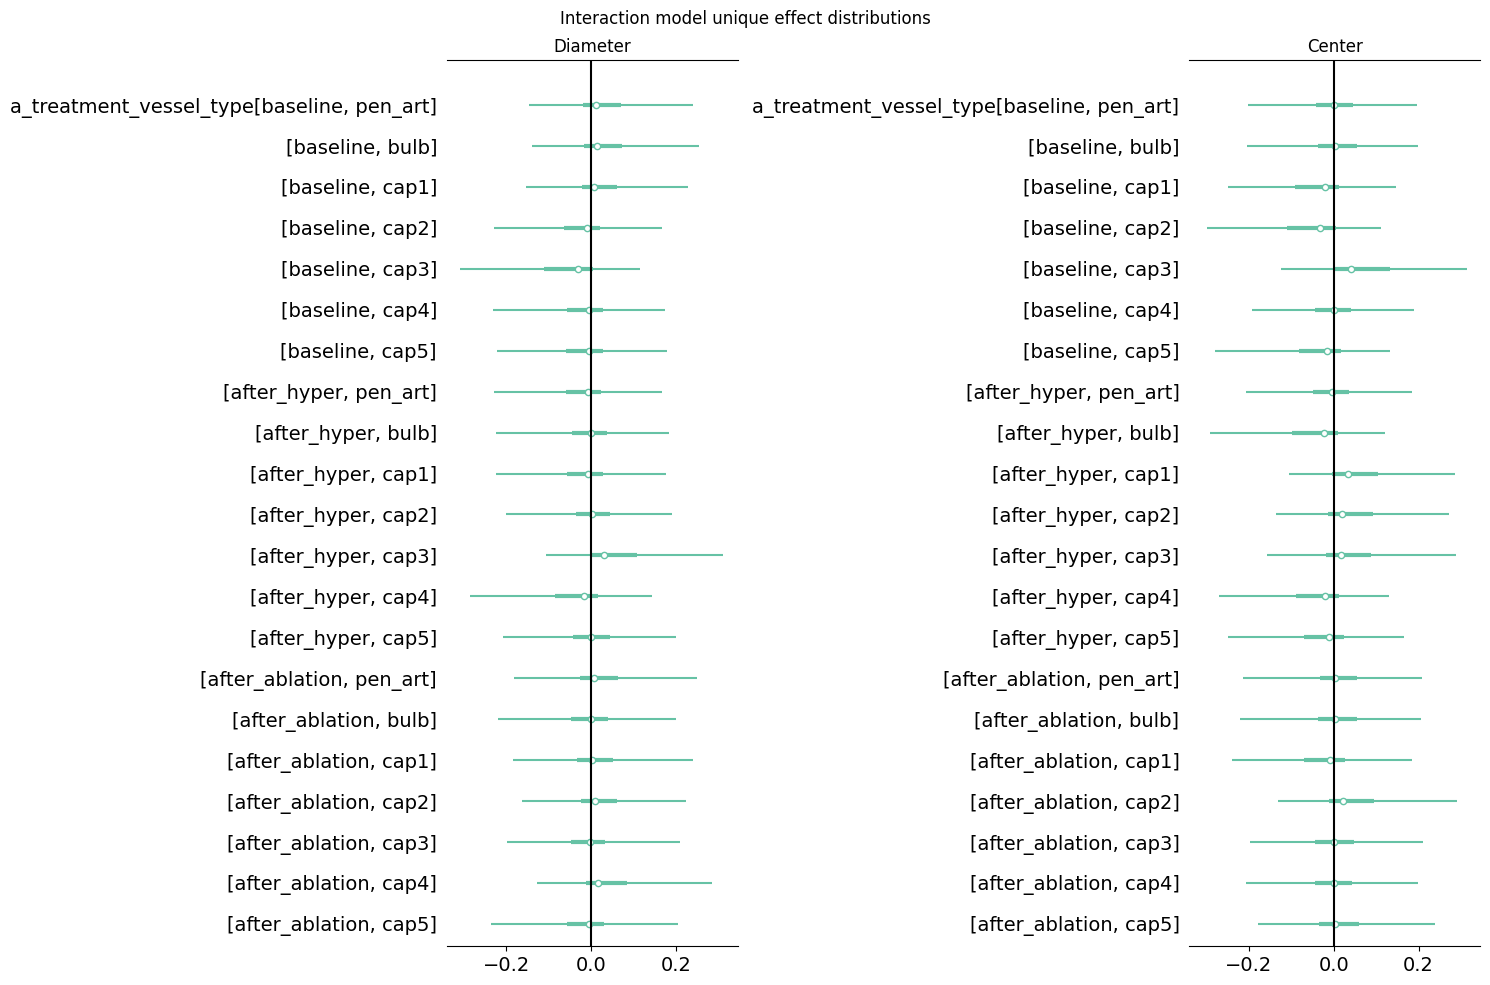 Interaction model unique effect distributions
Diameter
a_treatment_vessel_type[baseline, pen_art]
[baseline, bulb]
[baseline, cap1]
[baseline, cap2]
[baseline, cap3]
[baseline, cap4]
[baseline, cap5]
[after_hyper, pen_art]
[after_hyper, bulb]
[after_hyper, cap1]
[after_hyper, cap2]
[after_hyper, cap3]
[after_hyper, cap4]
[after_hyper, cap5]
[after_ablation, pen_art]
[after_ablation, bulb]
[after_ablation, cap1]
[after_ablation, cap2]
[after_ablation, cap3]
[after_ablation, cap4]
[after_ablation, cap5]
−0.2 0.0 0.2
Center
a_treatment_vessel_type[baseline, pen_art]
[baseline, bulb]
[baseline, cap1]
[baseline, cap2]
[baseline, cap3]
[baseline, cap4]
[baseline, cap5]
[after_hyper, pen_art]
[after_hyper, bulb]
[after_hyper, cap1]
[after_hyper, cap2]
[after_hyper, cap3]
[after_hyper, cap4]
[after_hyper, cap5]
[after_ablation, pen_art]
[after_ablation, bulb]
[after_ablation, cap1]
[after_ablation, cap2]
[after_ablation, cap3]
[after_ablation, cap4]
[after_ablation, cap5]
−0.2 0.0 0.2